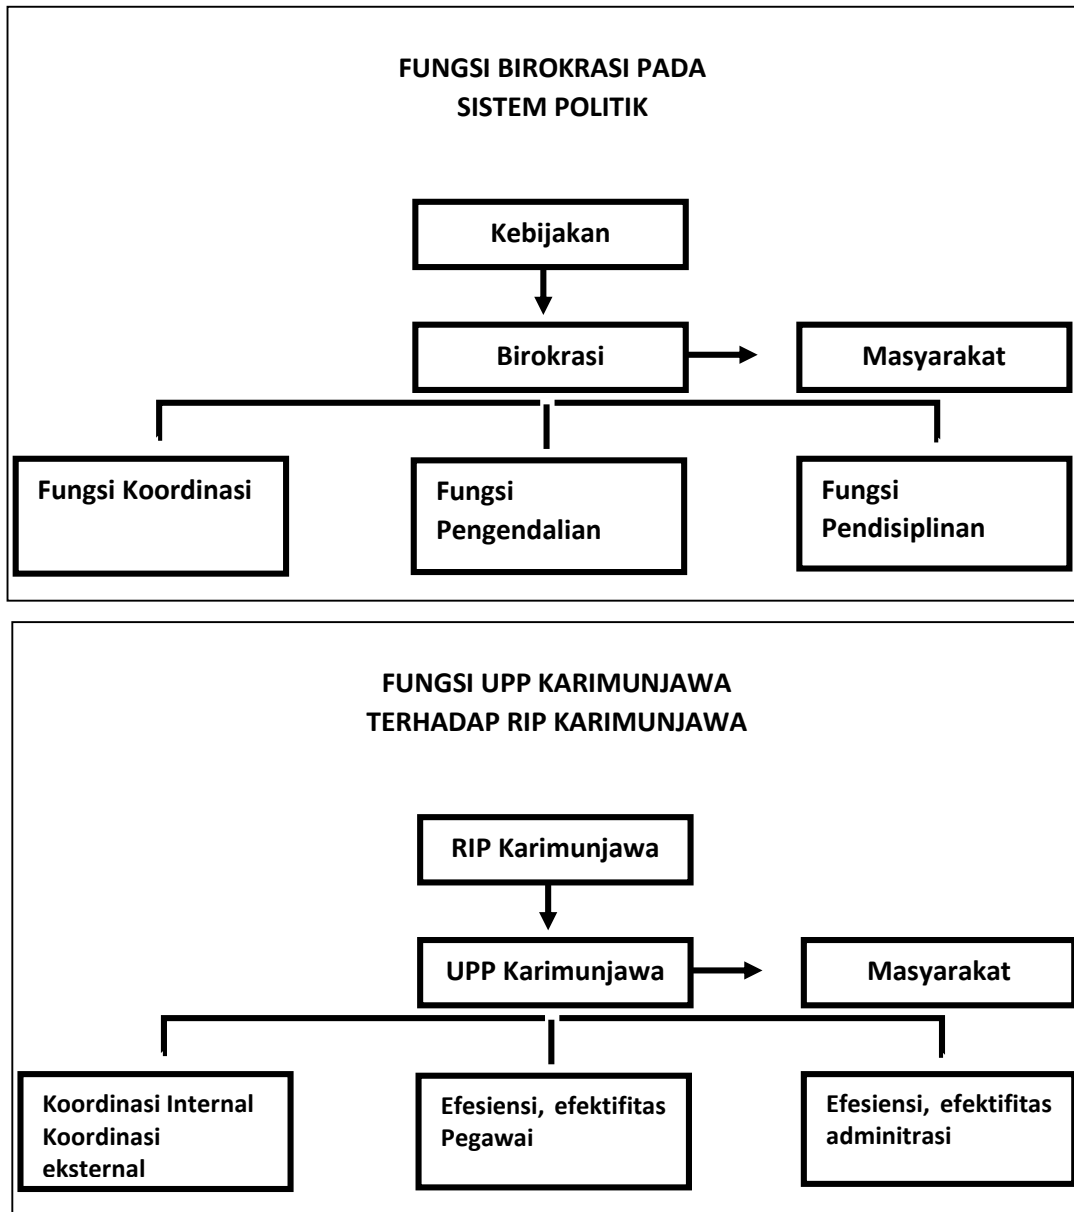 FUNGSI BIROKRASI PADA
SISTEM POLITIK
Kebijakan
Birokrasi
Masyarakat
Fungsi Koordinasi
Fungsi
Pengendalian
Fungsi
Pendisiplinan
FUNGSI UPP KARIMUNJAWA
TERHADAP RIP KARIMUNJAWA
RIP Karimunjawa
UPP Karimunjawa
Masyarakat
Koordinasi Internal
Koordinasi
eksternal
Efesiensi, efektifitas
Pegawai
Efesiensi, efektifitas
adminitrasi